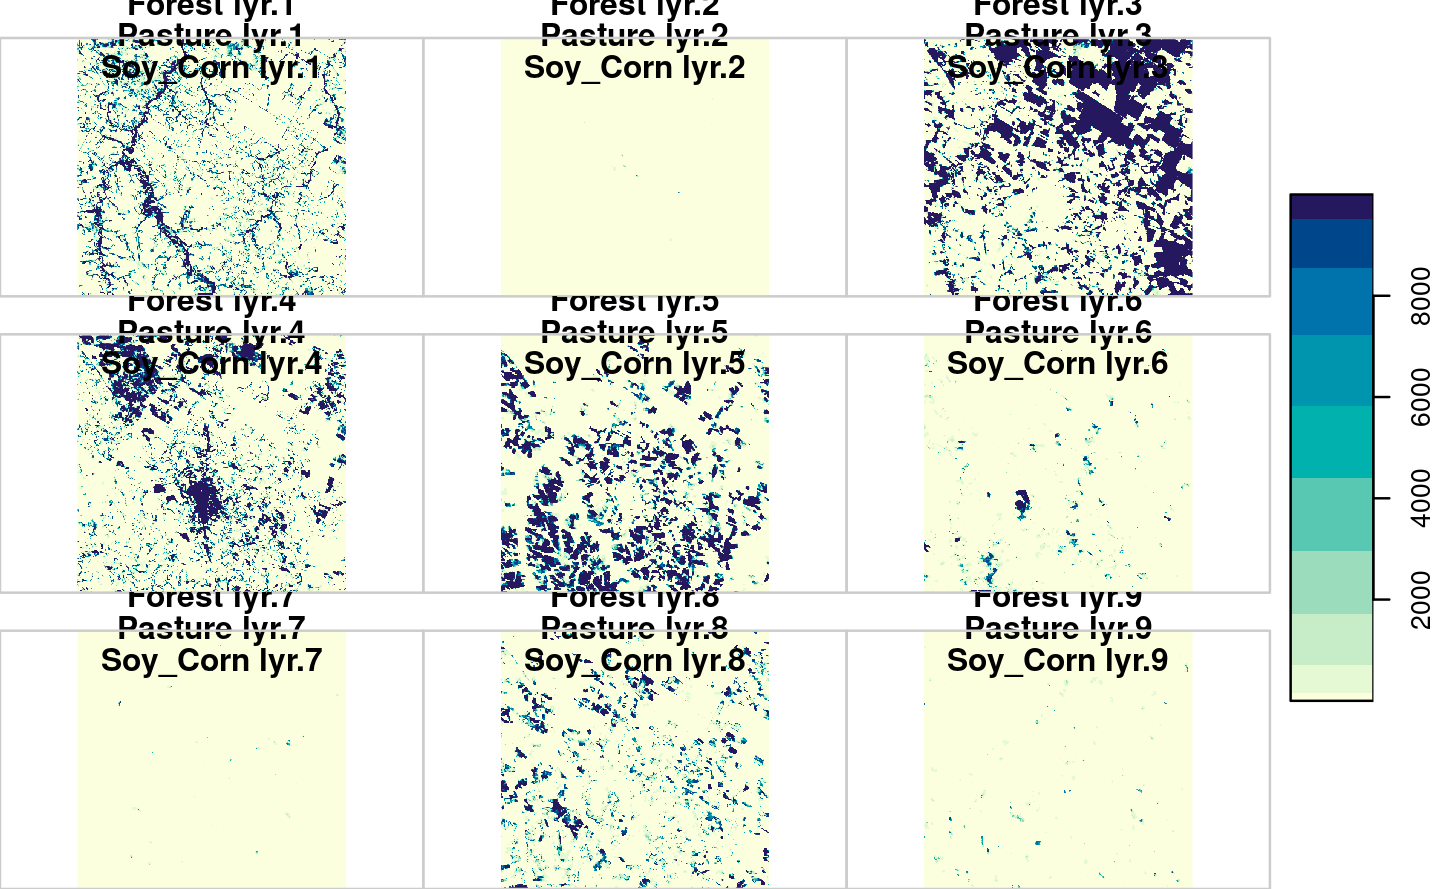 Forest lyr.1
Pasture lyr.1
Soy_Corn lyr.1
Forest lyr.2
Pasture lyr.2
Soy_Corn lyr.2
Forest lyr.3
Pasture lyr.3
Soy_Corn lyr.3
Forest lyr.4
Pasture lyr.4
Soy_Corn lyr.4
Forest lyr.5
Pasture lyr.5
Soy_Corn lyr.5
Forest lyr.6
Pasture lyr.6
Soy_Corn lyr.6
Forest lyr.7
Pasture lyr.7
Soy_Corn lyr.7
Forest lyr.8
Pasture lyr.8
Soy_Corn lyr.8
Forest lyr.9
Pasture lyr.9
Soy_Corn lyr.9
8000
6000
4000
2000